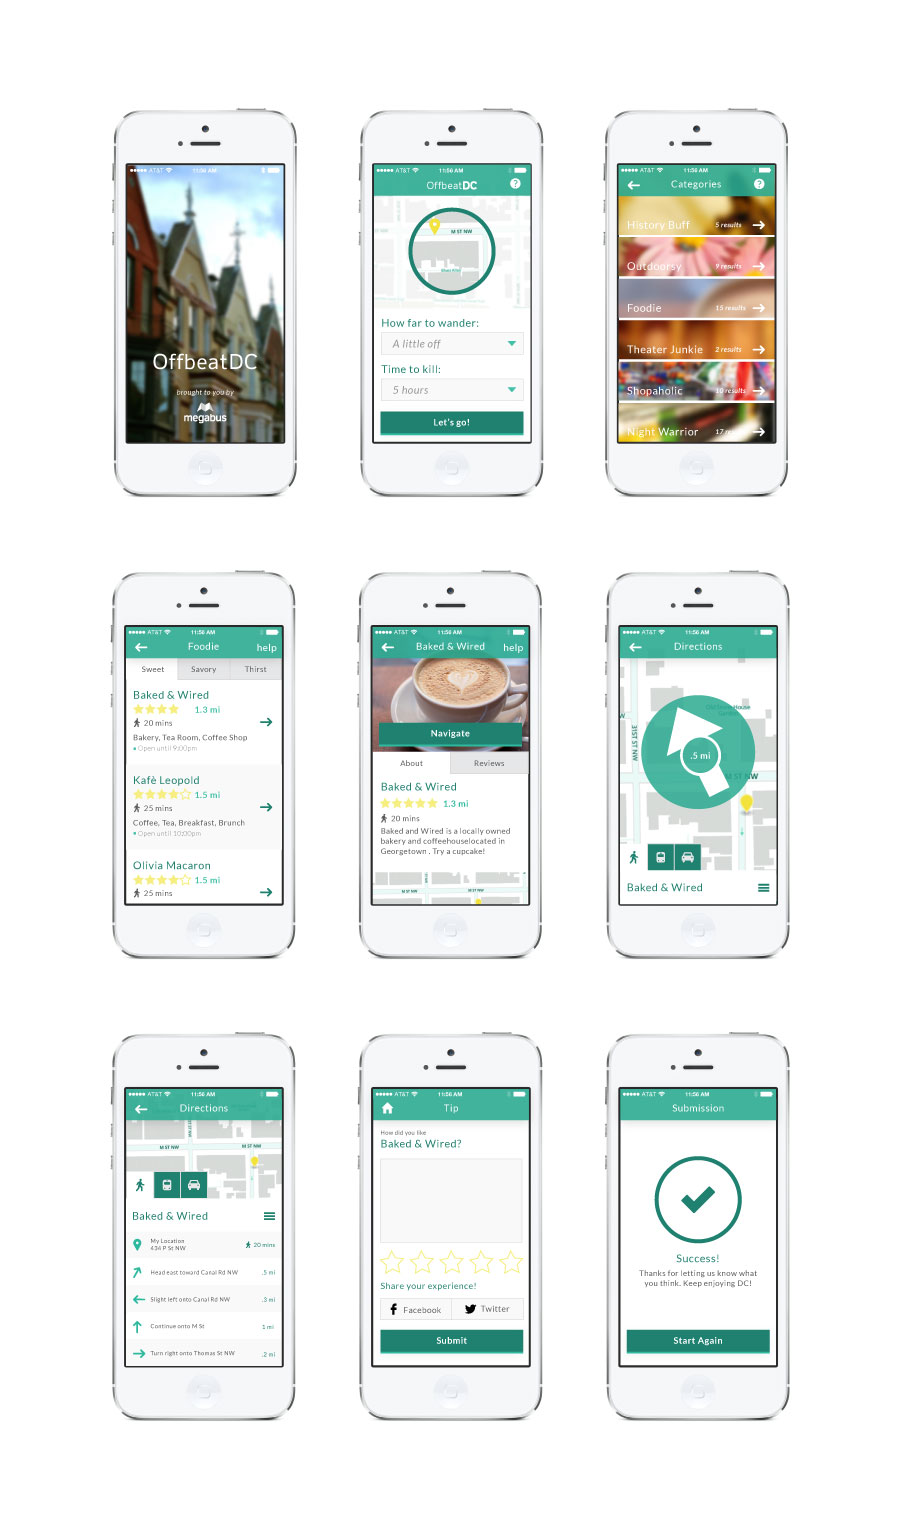 AT&T 11:56 AM
OffbeatDC
brought to you by
megabus
AT&T 11:56 AM
OffbeatDC ?
M ST NW
How far to wander:
A little off
Time to kill:
5 hours
Let's go!
AT&T 11:56 AM
Categories ?
History Buff 5 results
Outdoorsy 9 results
Foodie 15 results
Theater Junkie 2 results
Shopaholic 10 results
Night Warrior 17
AT&T 11:56 AM
Foodie help
Sweet Savory Thirst
Baked & Wired
1.3 mi
20 mins
Bakery, Tea Room, Coffee Shop
Open until 9:00pm
Kafè Leopold
1.5 mi
25 mins
Coffee, Tea, Breakfast, Brunch
Open until 10:00pm
Olivia Macaron
1.5 mi
25 mins
AT&T 11:56 AM
Baked & Wired help
Navigate
About Reviews
Baked & Wired
1.3 mi
20 mins
Baked and Wired is a locally owned
bakery and coffeehouselocated in
Georgetown . Try a cupcake!
M ST NW M ST NW
AT&T 11:56 AM
Directions
31ST ST NW
.5 mi
M ST NW
Baked & Wired
AT&T 11:56 AM
Directions
M ST NW M ST NW
Baked & Wired
My Location
434 P St NW 20 mins
Head east toward Canal Rd NW .5 mi
Slight left onto Canal Rd NW .3 mi
Continue onto M St 1 mi
Turn right onto Thomas St NW .2 mi
AT&T 11:56 AM
Tip
How did you like
Baked & Wired?
Share your experience!
Facebook Twitter
Submit
AT&T 11:56 AM
Submission
Success!
Thanks for letting us know what
you think. Keep enjoying DC!
Start Again